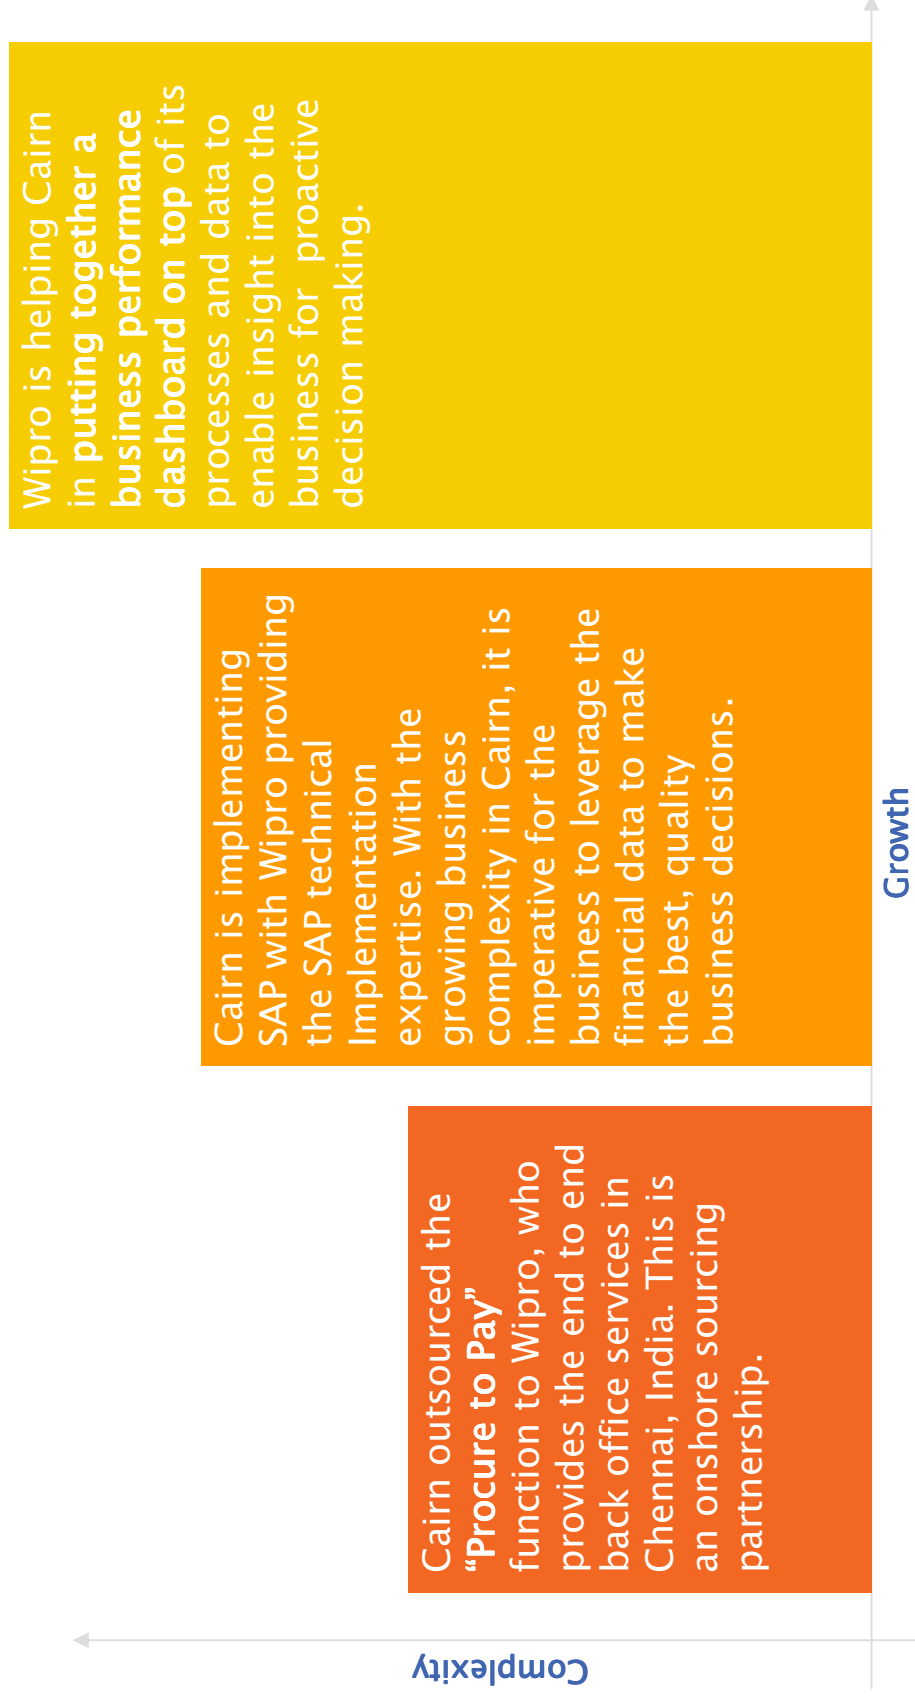 Complexity
Cairn outsourced the
“Procure to Pay”
function to Wipro, who
provides the end to end
back office services in
Chennai, India. This is
an onshore sourcing
partnership.
Cairn is implementing
SAP with Wipro providing
the SAP technical
Implementation
expertise. With the
growing business
complexity in Cairn, it is
imperative for the
business to leverage the
financial data to make
the best, quality
business decisions.
Wipro is helping Cairn
in putting together a
business performance
dashboard on top of its
processes and data to
enable insight into the
business for  proactive
decision making.
Growth